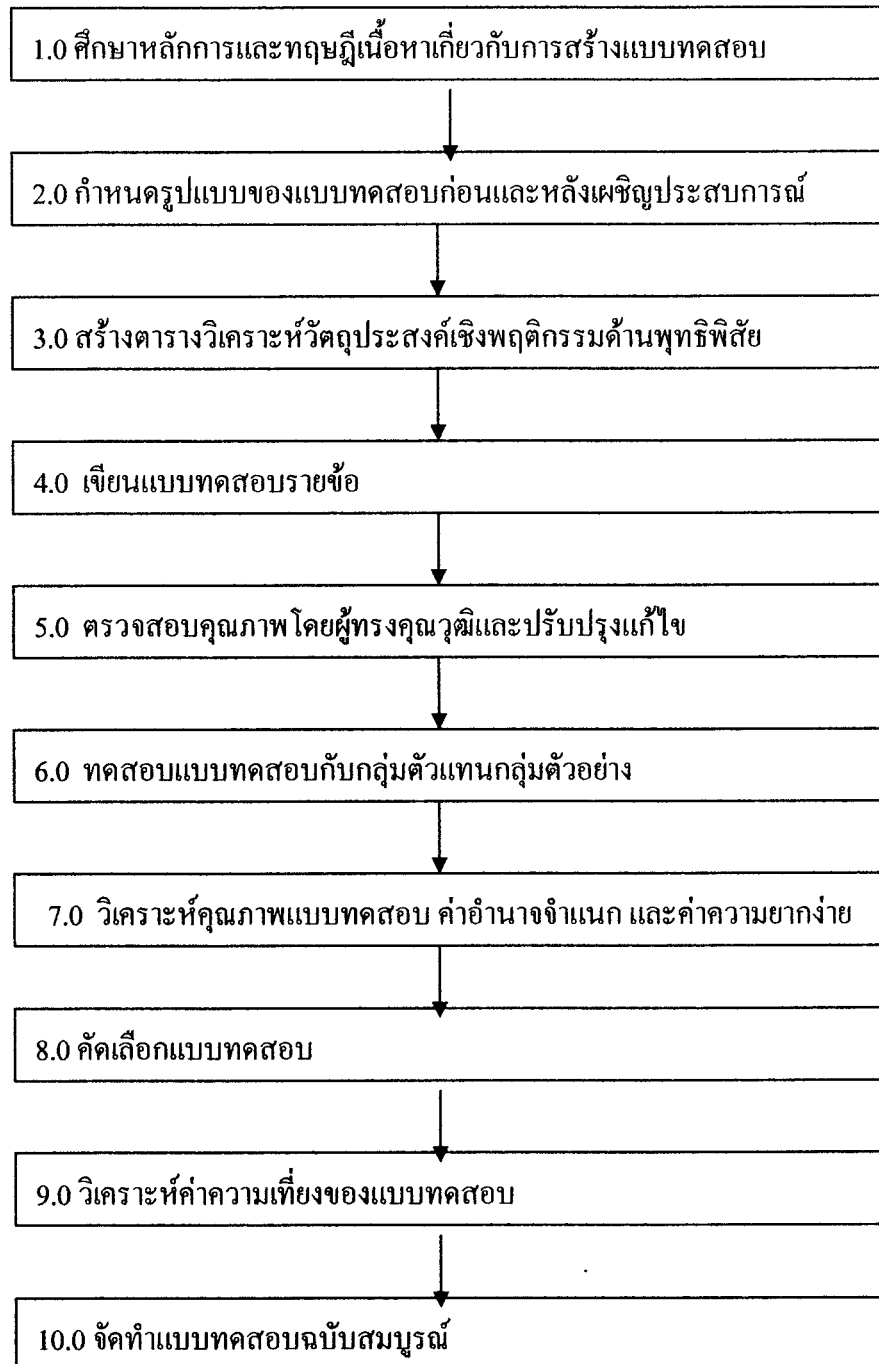 1.0 ศึกษาหลักการและทฤษฎีเนื้อหาเกี่ยวกับการสร้างแบบทดสอบ
2.0 กำหนดรูปแบบของแบบทดสอบก่อนและหลังเผชิญประสบการณ์
3.0 สร้างตารางวิเคราะห์วัตถุประสงค์เชิงพฤติกรรมด้านพุทธิพิสัย
4.0 เขียนแบบทดสอบรายข้อ
5.0 ตรวจสอบคุณภาพโดยผู้ทรงคุณวุฒิและปรับปรุงแก้ไข
6.0 ทดสอบแบบทดสอบกับกลุ่มตัวแทนกลุ่มตัวอย่าง
7.0 วิเคราะห์คุณภาพแบบทดสอบ ค่าอำนาจจำแนก และค่าความยากง่าย
8.0 คัดเลือกแบบทดสอบ
9.0 วิเคราะห์ค่าความเที่ยงของแบบทดสอบ
10.0 จัดทำแบบทดสอบฉบับสมบูรณ์